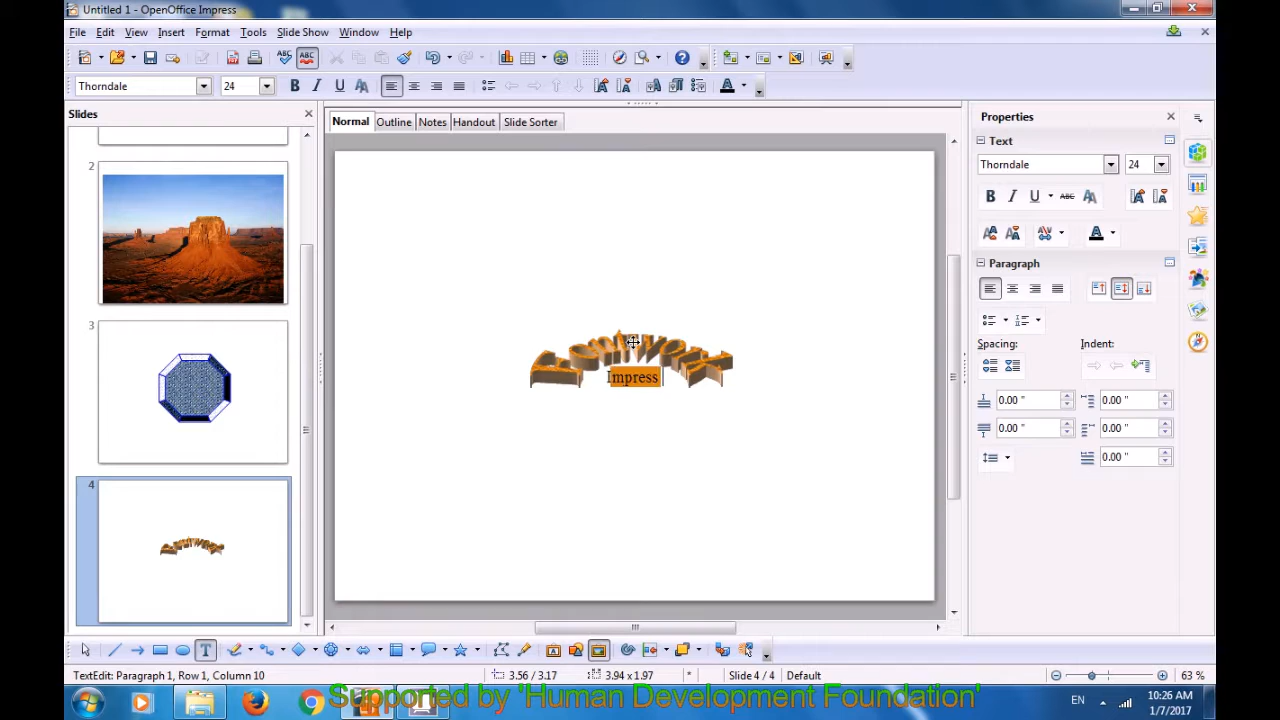 Untitled 1 - OpenOffice Impress
File Edit View Insert Format Tools Slide Show Window Help
Thorndale 24
Slides
Normal Outline Notes Handout Slide Sorter
Properties
Text
Thorndale 24
Paragraph
Spacing: Indent:
0.00 " 0.00 "
0.00 " 0.00 "
0.00 "
2
3
4
Fontwork
Impress
Fontwork
TextEdit: Paragraph 1, Row 1, Column 10 3.56 / 3.17 3.94 x 1.97 * Slide 4 / 4 Default 63 %
EN 10:26 AM
1/7/2017
Supported by 'Human Development Foundation'